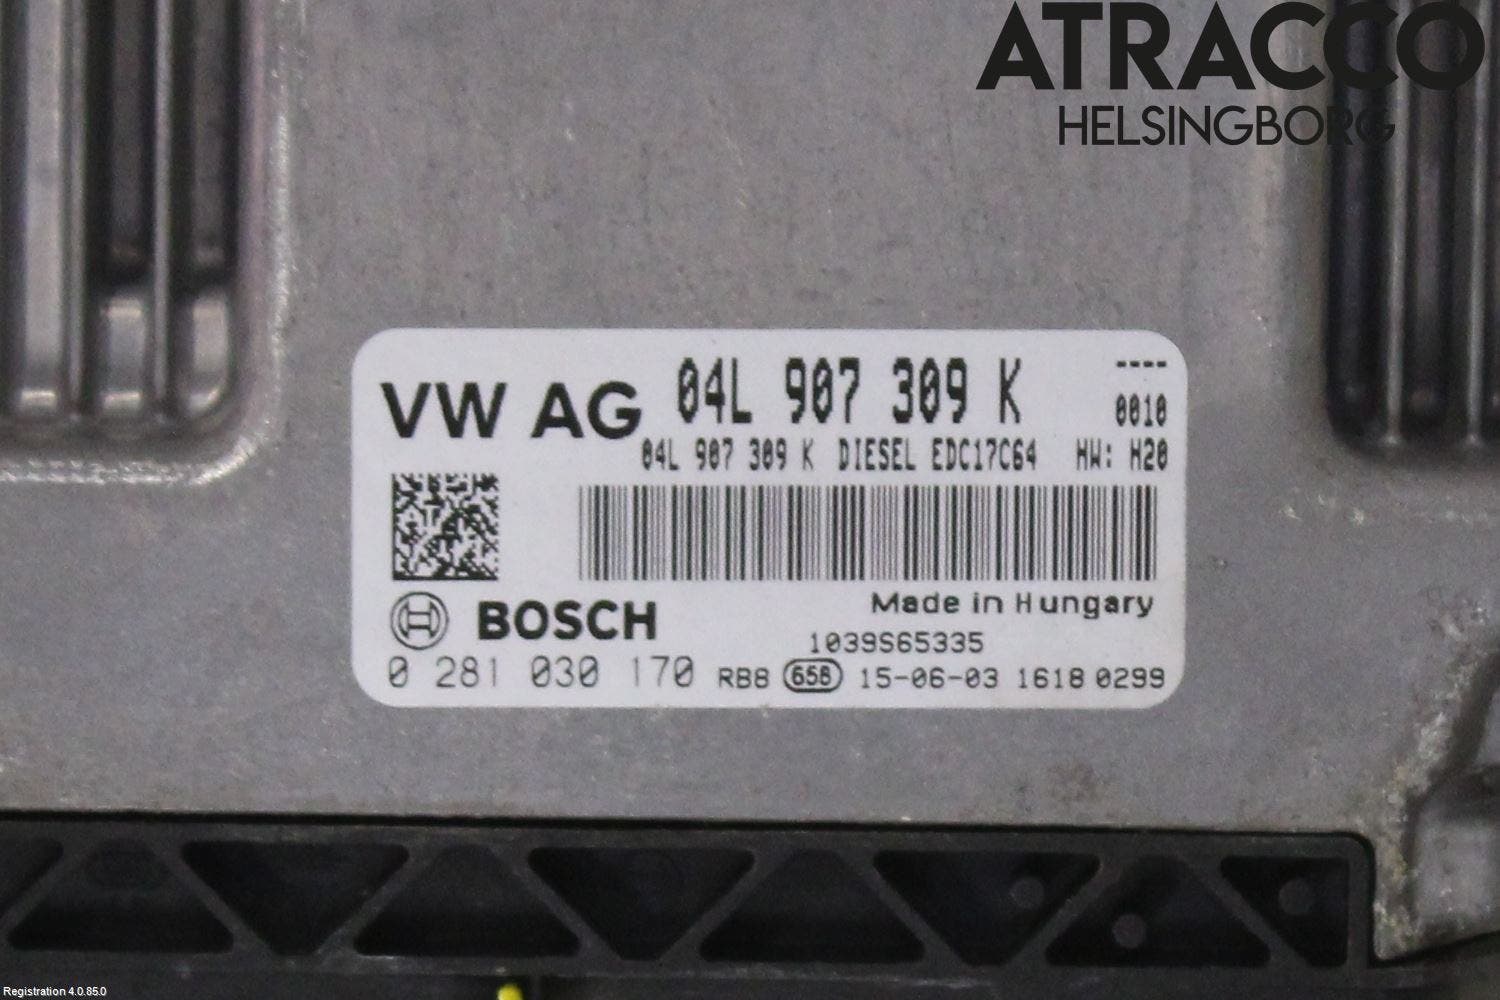 ATRACCO
HELSINGBORG
VW AG 04L 907 309 K ----
0010
04L 907 309 K DIESEL EDC17C64 HW: H20
BOSCH
Made in Hungary
1039S65335
0 281 030 170 RB8 658 15-06-03 1618 0299
Registration 4.0.85.0